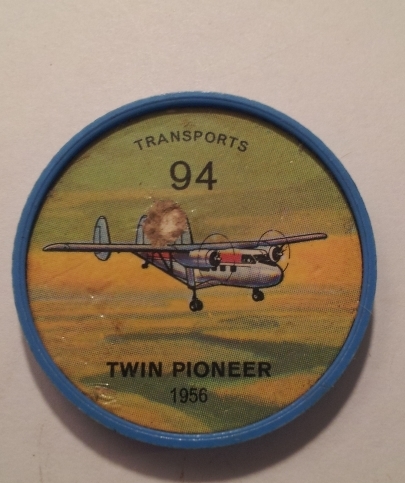 TRANSPORTS
94
TWIN PIONEER
1956